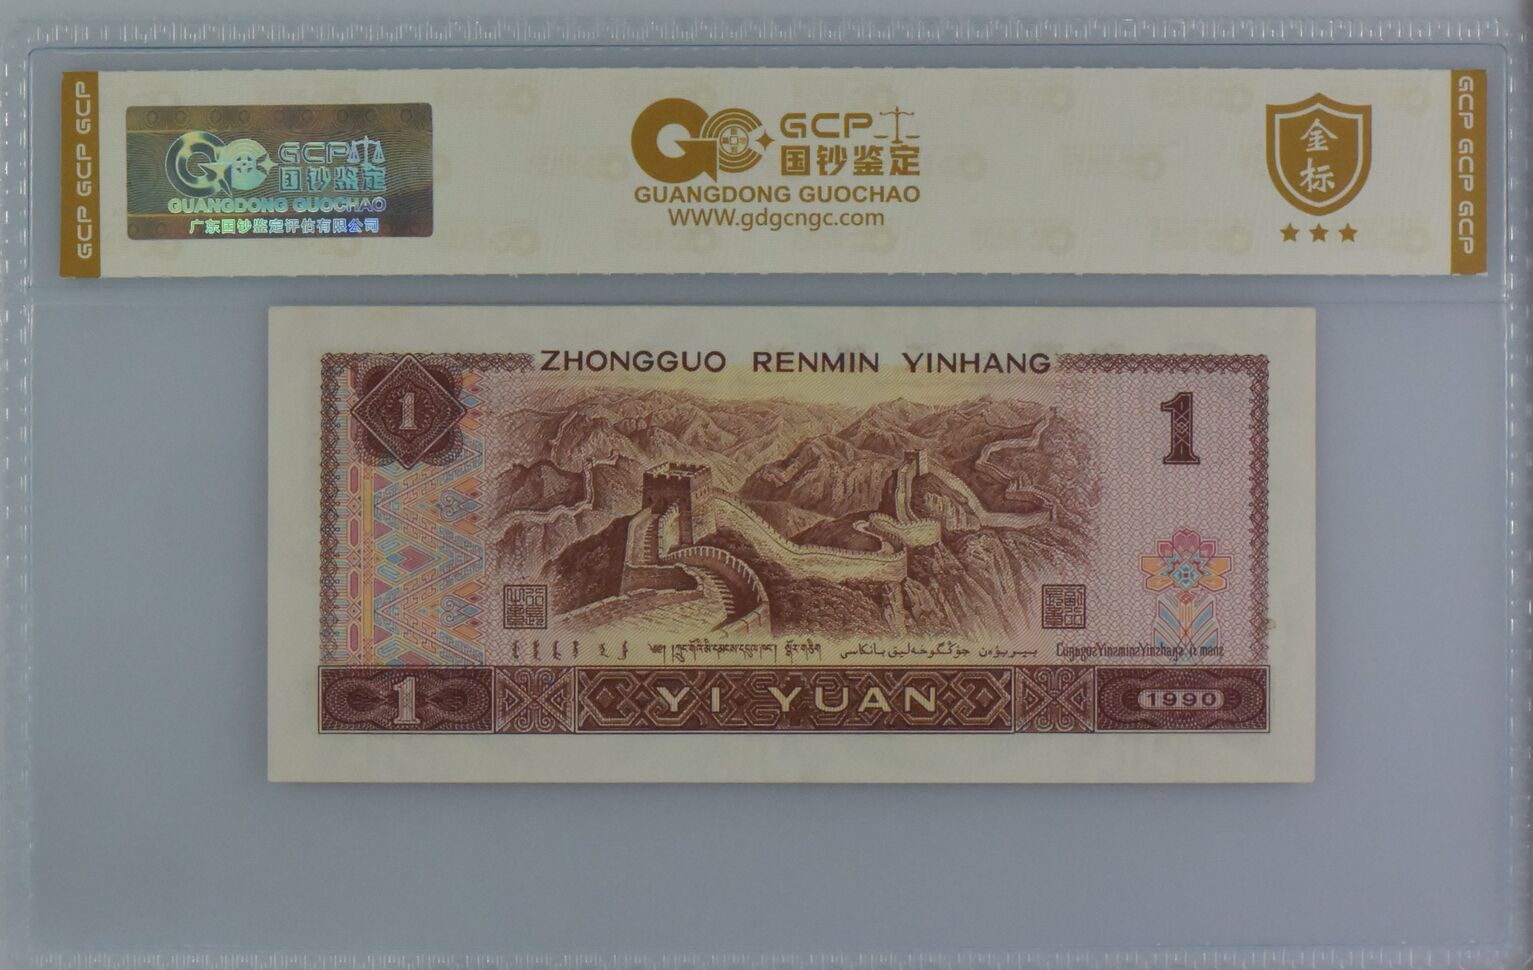 GCP GCP GCP
GCP
国钞鉴定
GUANGDONG GUOCHAO
广东国钞鉴定评估有限公司
GCP
国钞鉴定
GUANGDONG GUOCHAO
WWW.gdgcngc.com
金
标
GCP GCP GCP
ZHONGGUO RENMIN YINHANG
1
1
1
YI YUAN
1990